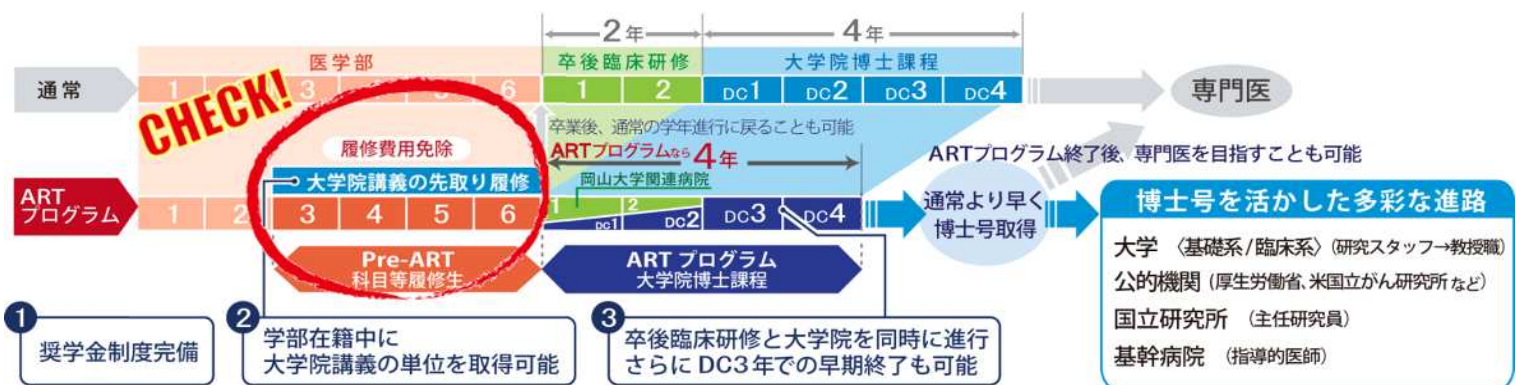 2年
4年
医学部
卒後臨床研修
大学院博士課程
通常
1 2 3 4 5 6
1 2
DC1 DC2 DC3 DC4
専門医
CHECK!
卒業後、通常の学年進行に戻ることも可能
履修費用免除
ARTプログラムなら4年
ARTプログラム終了後、専門医を目指すことも可能
大学院講義の先取り履修
岡山大学関連病院
ART
プログラム
1 2 3 4 5 6
1 2
DC1 DC2 DC3 DC4
通常より早く
博士号取得
Pre-ART
科目等履修生
ART プログラム
大学院博士課程
博士号を活かした多彩な進路
大学 〈基礎系/臨床系〉(研究スタッフ→教授職)
公的機関 (厚生労働省、米国立がん研究所など)
国立研究所 (主任研究員)
基幹病院 (指導的医師)
1
奨学金制度完備
2
学部在籍中に
大学院講義の単位を取得可能
3
卒後臨床研修と大学院を同時に進行
さらに DC3年での早期終了も可能